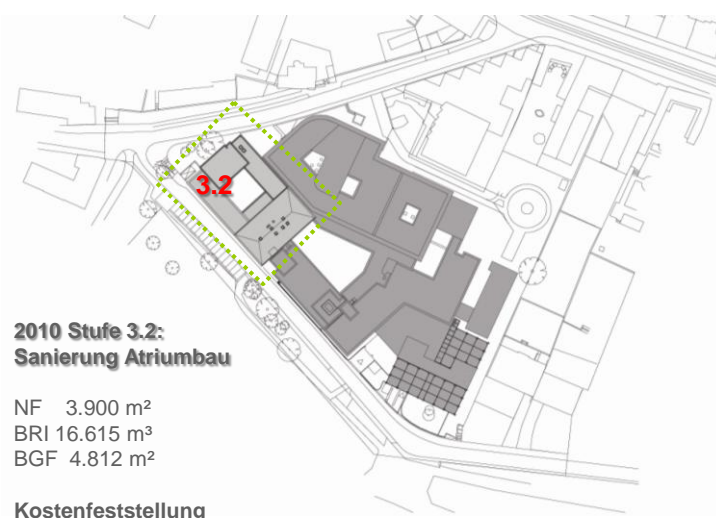 3.2
2010 Stufe 3.2:
Sanierung Atriumbau
NF 3.900 m²
BRI 16.615 m³
BGF 4.812 m²
Kostenfeststellung